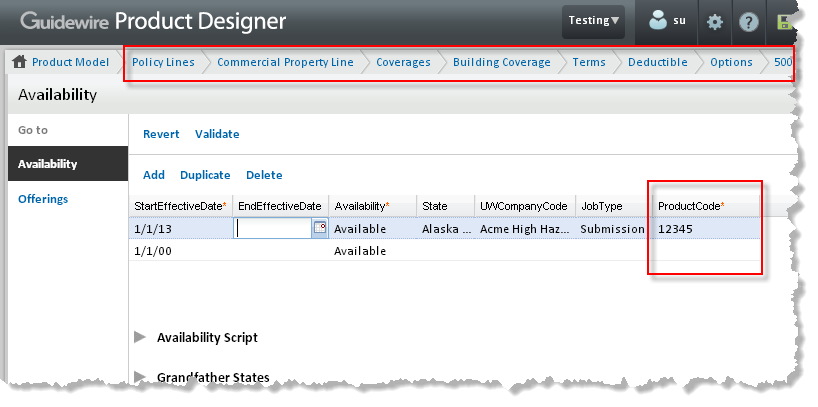 Guidewire Product Designer
Testing▼ su ?
Product Model Policy Lines Commercial Property Line Coverages Building Coverage Terms Deductible Options 500
Availability
Go to
Revert Validate
Availability
Add Duplicate Delete
Offerings
StartEffectiveDate* EndEffectiveDate Availability* State UWCompanyCode JobType ProductCode*
1/1/13 Available Alaska ... Acme High Haz... Submission 12345
1/1/00 Available
Availability Script
Grandfather States